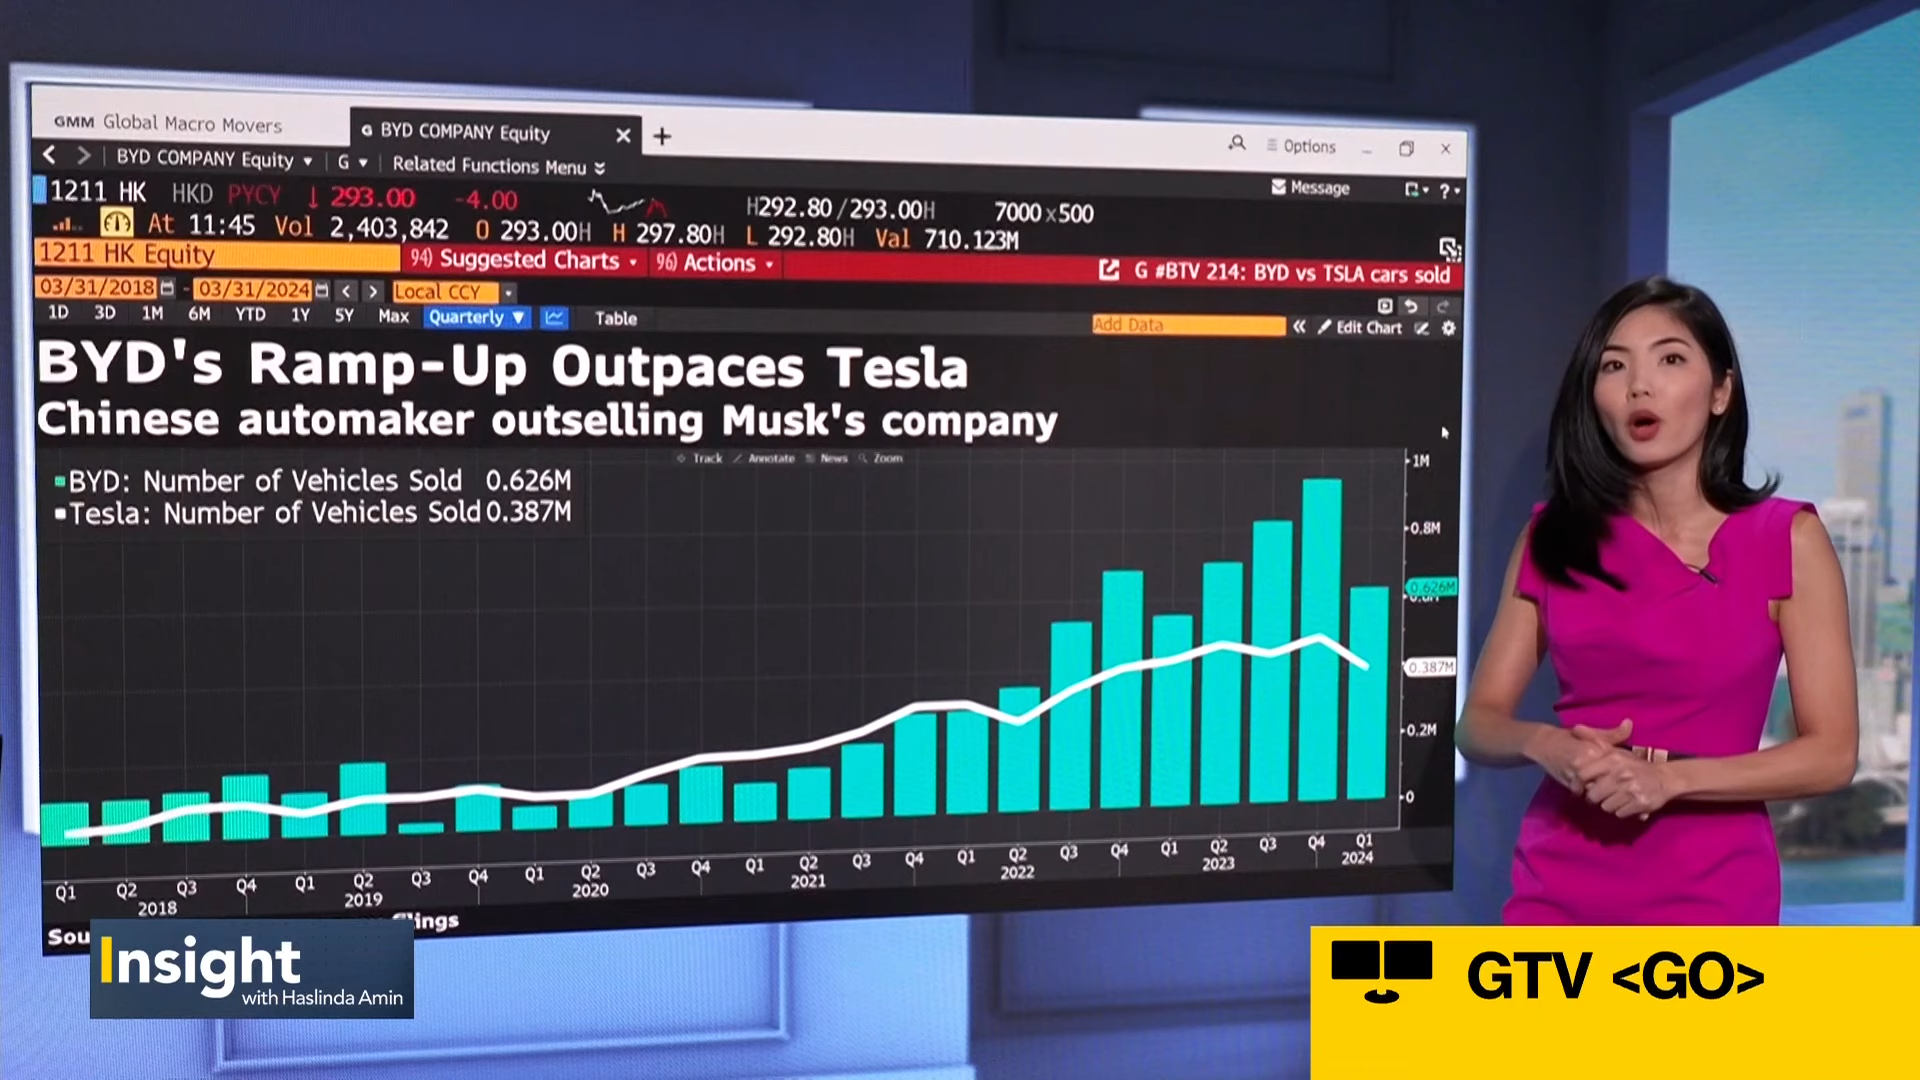 GMM Global Macro Movers
G BYD COMPANY Equity
Options
BYD COMPANY Equity G Related Functions Menu
Message
1211 HK HKD PYCY ↓ 293.00 -4.00 H292.80/293.00H 7000x500
At 11:45 Vol 2,403,842 O 293.00H H 297.80H L 292.80H Val 710.123M
1211 HK Equity 94) Suggested Charts 96) Actions G #BTV 214: BYD vs TSLA cars sold
03/31/2018 - 03/31/2024 Local CCY
1D 3D 1M 6M YTD 1Y 5Y Max Quarterly ▼ Table Add Data « Edit Chart
BYD's Ramp-Up Outpaces Tesla
Chinese automaker outselling Musk's company
Track Annotate News Zoom
BYD: Number of Vehicles Sold 0.626M
Tesla: Number of Vehicles Sold 0.387M
1M
0.8M
0.626M
0.387M
0.2M
0
Q1 Q2 Q3 Q4 Q1 Q2 Q3 Q4 Q1 Q2 Q3 Q4 Q1 Q2 Q3 Q4 Q1 Q2 Q3 Q4 Q1 Q2 Q3 Q4 Q1
2018 2019 2020 2021 2022 2023 2024
Insight
with Haslinda Amin
GTV <GO>